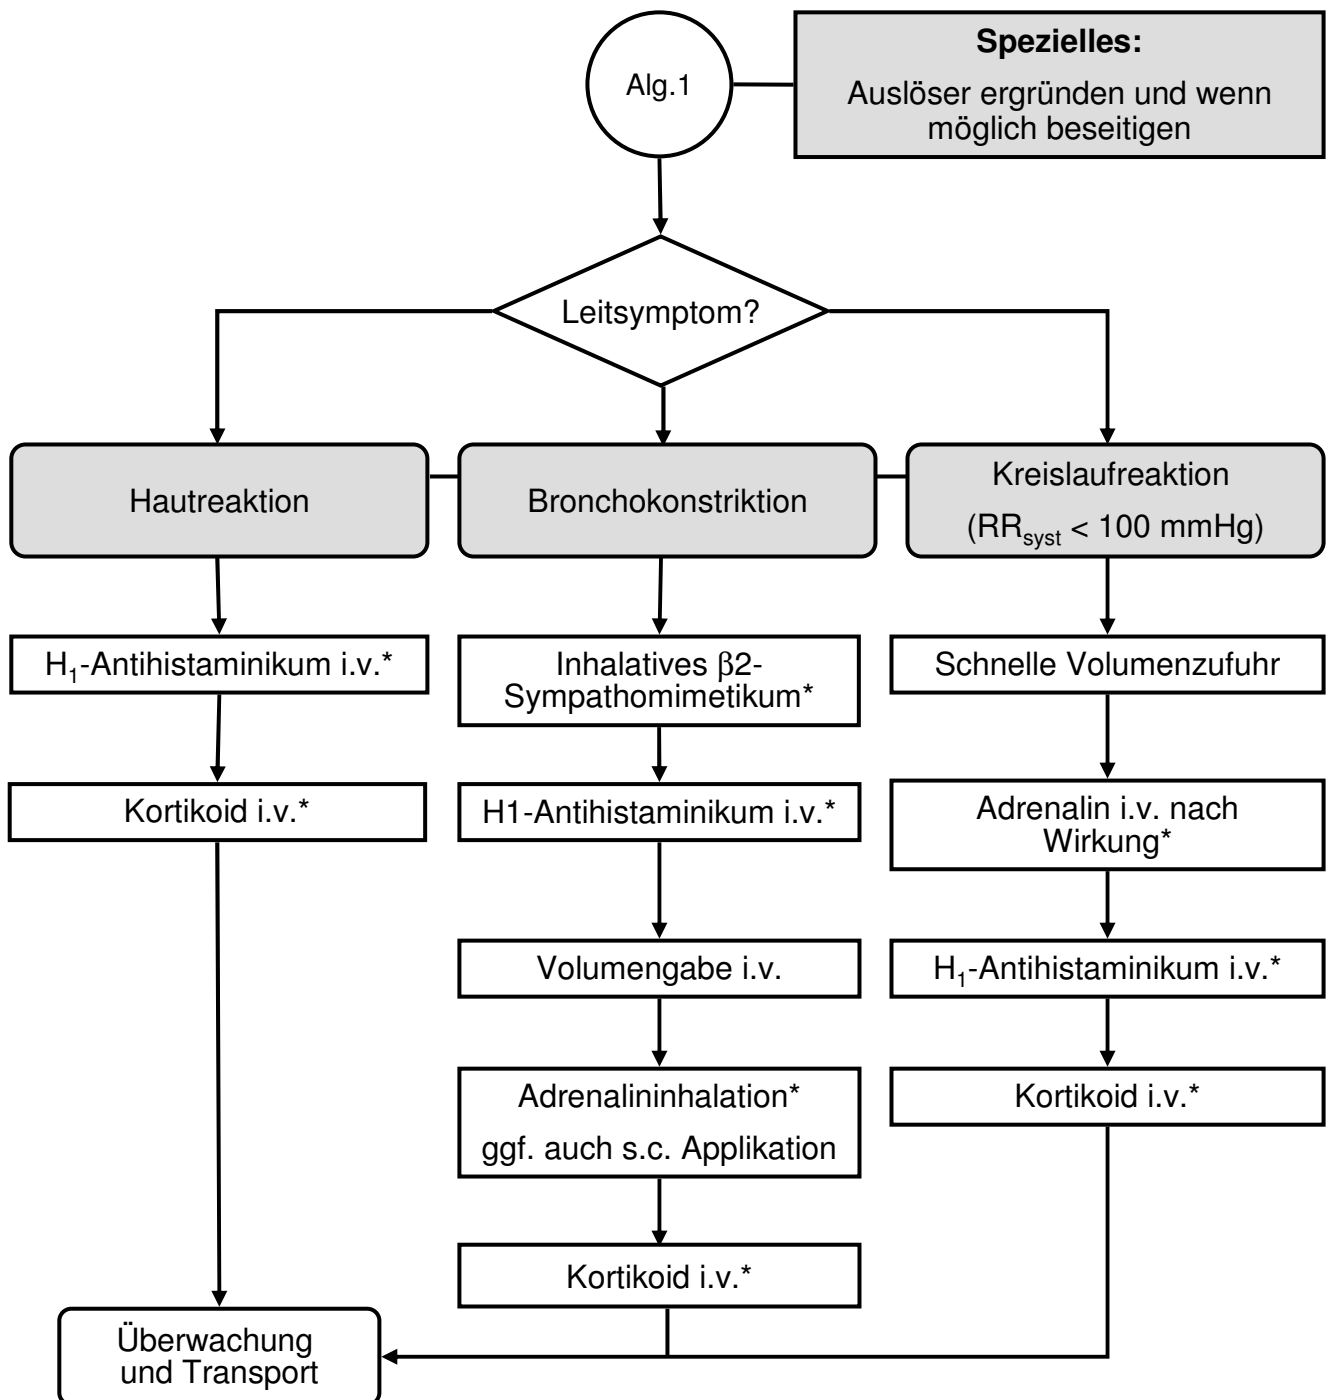 Alg.1
Spezielles:
Auslöser ergründen und wenn
möglich beseitigen
Leitsymptom?
Hautreaktion
Bronchokonstriktion
Kreislaufreaktion
(RRsyst < 100 mmHg)
H₁-Antihistaminikum i.v.*
Kortikoid i.v.*
Inhalatives β2-
Sympathomimetikum*
H1-Antihistaminikum i.v.*
Volumengabe i.v.
Adrenalininhalation*
ggf. auch s.c. Applikation
Kortikoid i.v.*
Schnelle Volumenzufuhr
Adrenalin i.v. nach
Wirkung*
H₁-Antihistaminikum i.v.*
Kortikoid i.v.*
Überwachung
und Transport